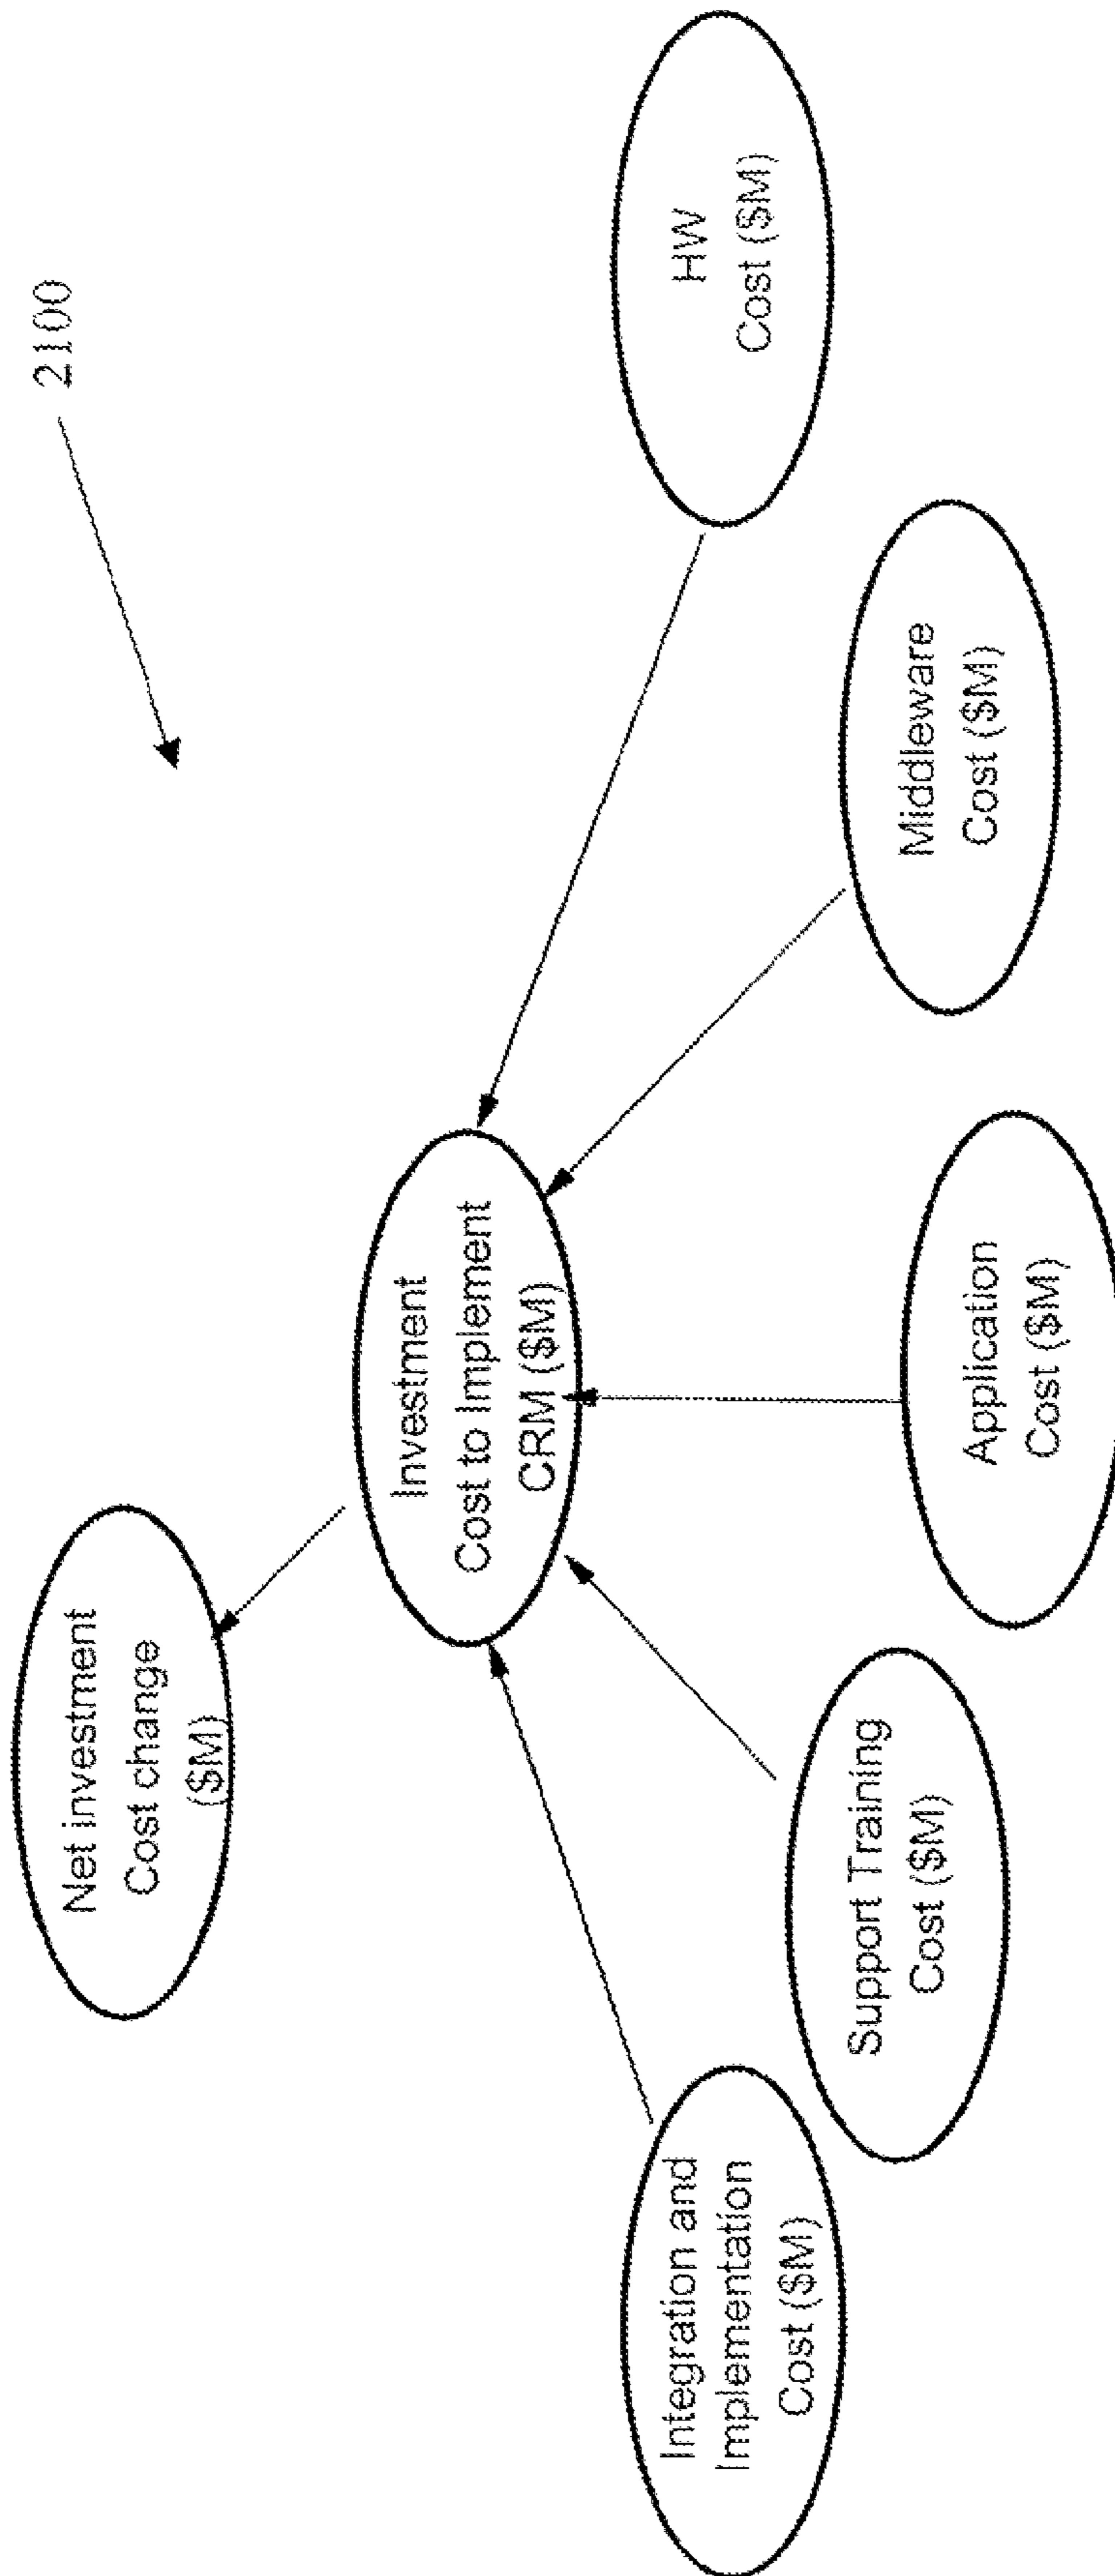 2100
Net investment
Cost change
($M)
Investment
Cost to Implement
CRM ($M)
Integration and
Implementation
Cost ($M)
Support Training
Cost ($M)
Application
Cost ($M)
Middleware
Cost ($M)
HW
Cost ($M)